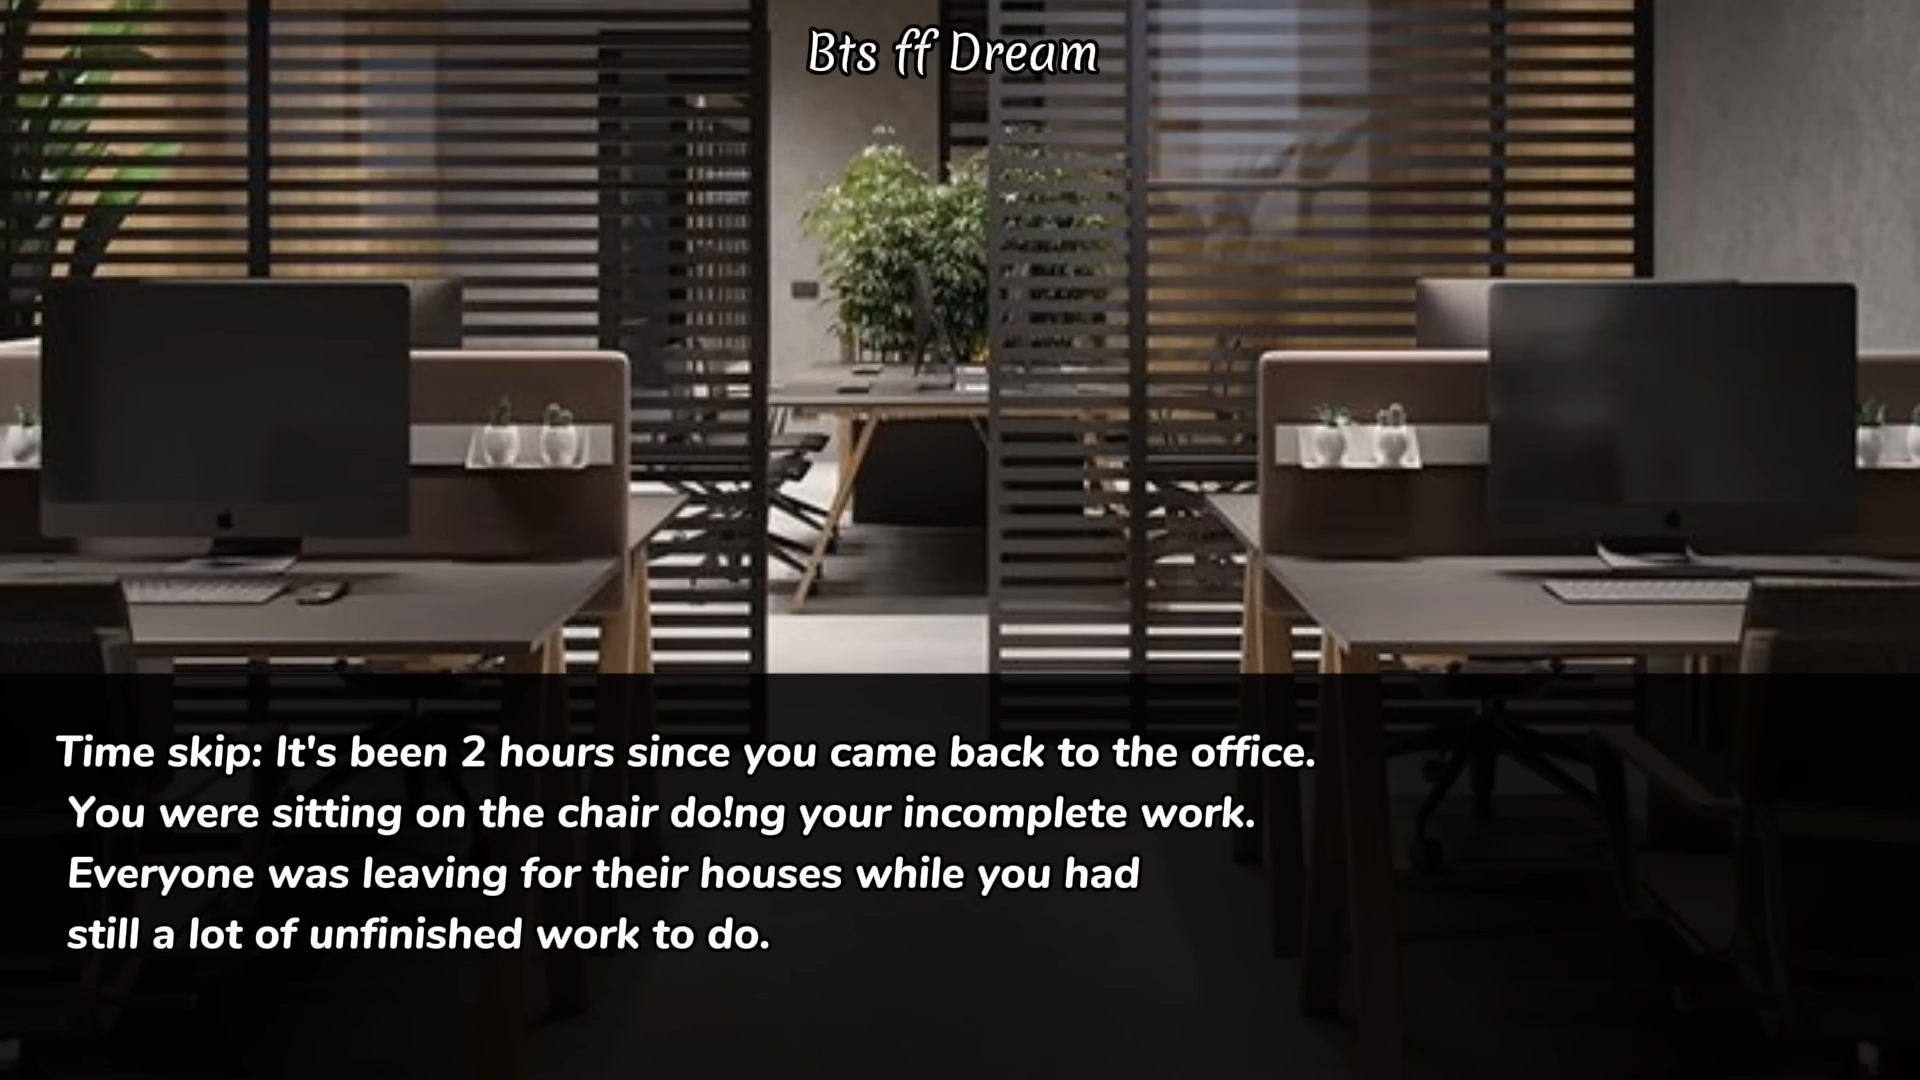 Bts ff Dream
Time skip: It's been 2 hours since you came back to the office.
You were sitting on the chair do!ng your incomplete work.
Everyone was leaving for their houses while you had
still a lot of unfinished work to do.